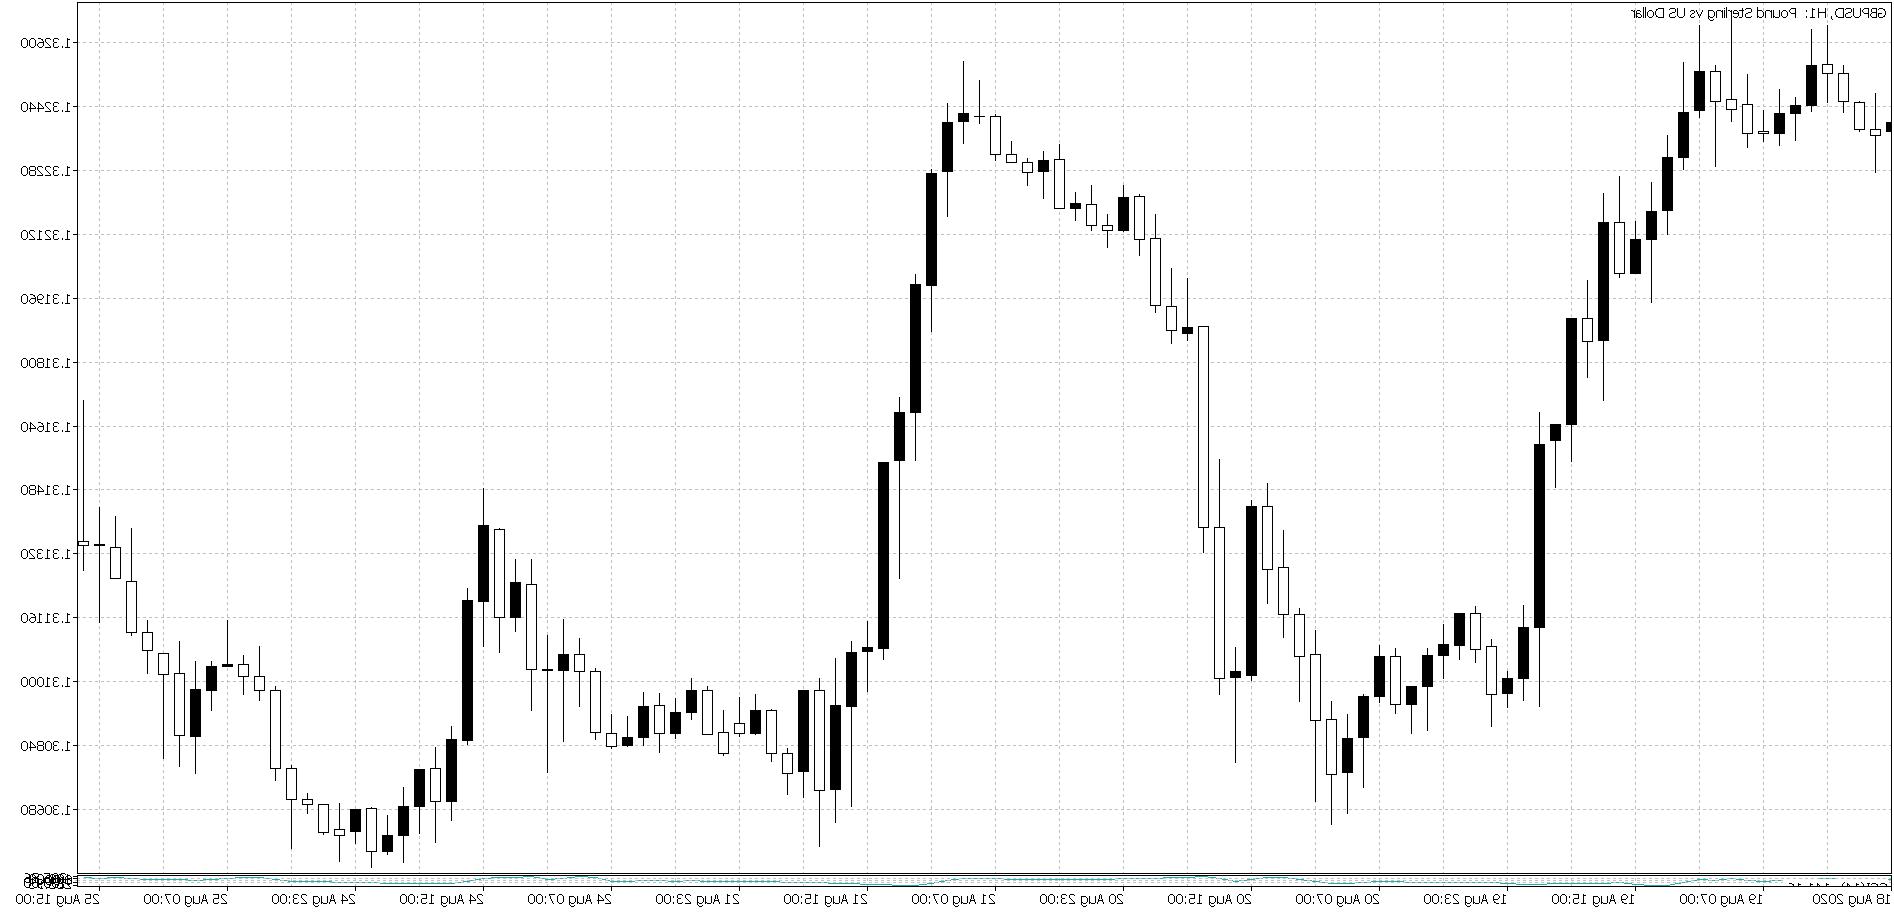 GBPUSD, H1: Pound Sterling vs US Dollar
1.32600
1.32440
1.32280
1.32120
1.31960
1.31800
1.31640
1.31480
1.31320
1.31160
1.31000
1.30840
1.30680
18 Aug 2020
19 Aug 07:00
19 Aug 15:00
19 Aug 23:00
20 Aug 07:00
20 Aug 15:00
20 Aug 23:00
21 Aug 07:00
21 Aug 15:00
21 Aug 23:00
24 Aug 07:00
24 Aug 15:00
24 Aug 23:00
25 Aug 07:00
25 Aug 15:00